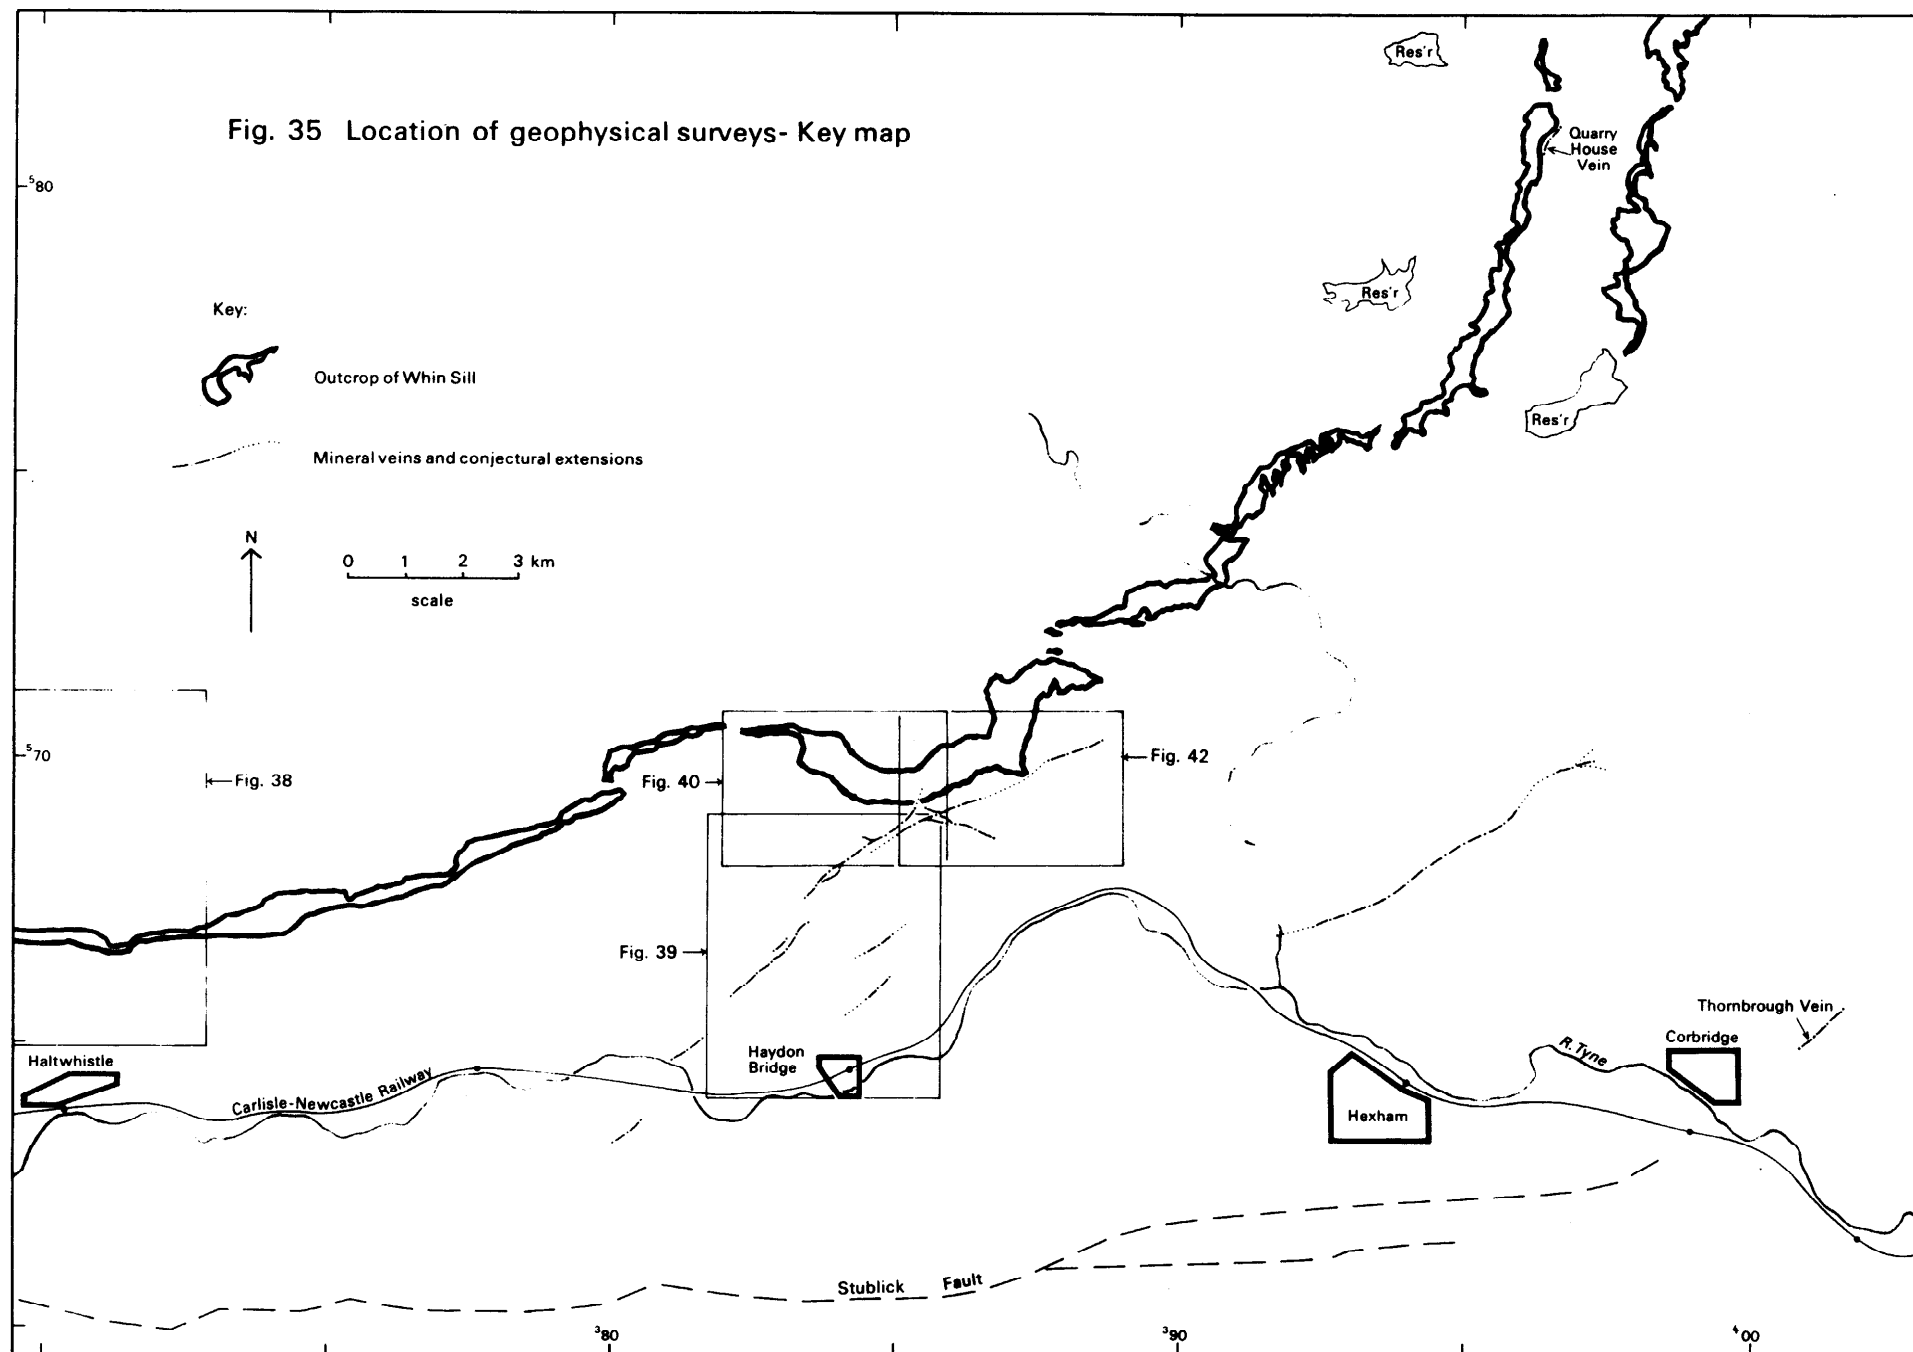 Res'r
Fig. 35 Location of geophysical surveys- Key map
Quarry
House
Vein
⁵80
Res'r
Key:
Outcrop of Whin Sill
Res'r
Mineral veins and conjectural extensions
N
0 1 2 3 km
scale
⁵70
Fig. 38
Fig. 40
Fig. 42
Fig. 39
Thornbrough Vein
Haltwhistle
Haydon
Bridge
R. Tyne
Corbridge
Carlisle-Newcastle Railway
Hexham
Stublick Fault
³80
³90
⁴00